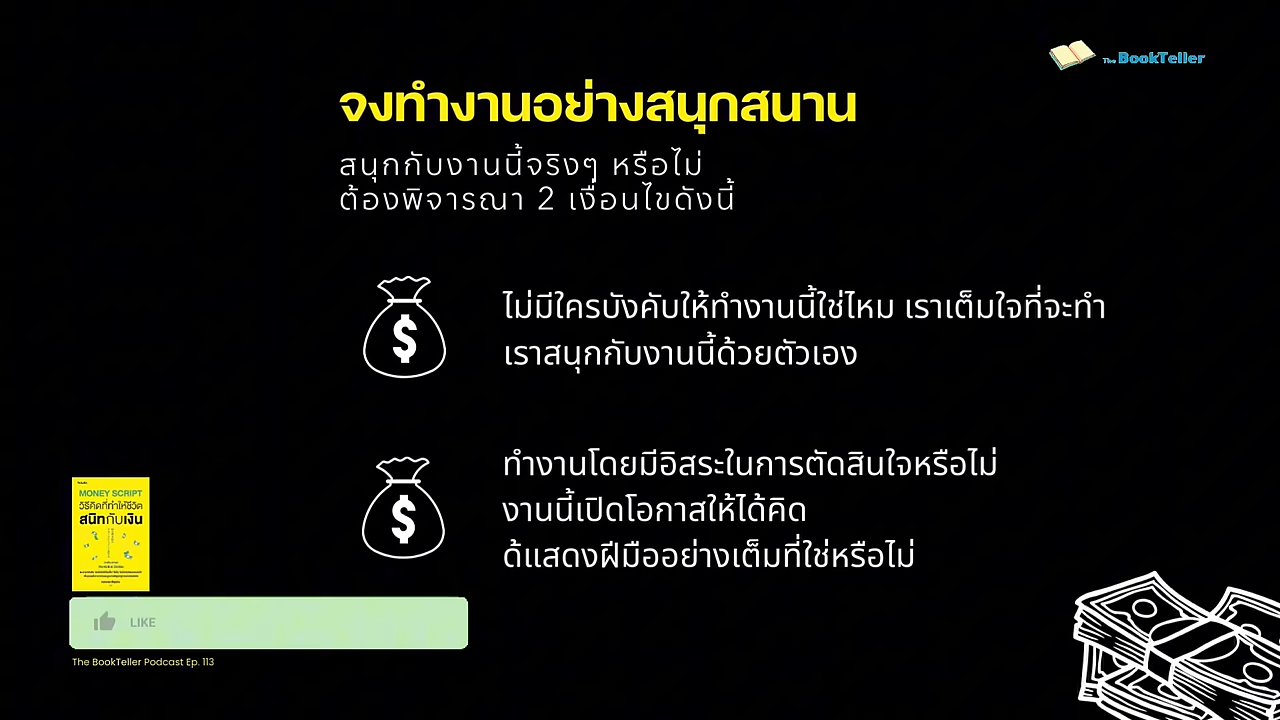 The BookTeller
จงทำงานอย่างสนุกสนาน
สนุกกับงานนี้จริงๆ หรือไม่
ต้องพิจารณา 2 เงื่อนไขดังนี้
$
ไม่มีใครบังคับให้ทำงานนี้ใช่ไหม เราเต็มใจที่จะทำ
เราสนุกกับงานนี้ด้วยตัวเอง
$
ทำงานโดยมีอิสระในการตัดสินใจหรือไม่
งานนี้เปิดโอกาสให้ได้คิด
ด้แสดงฝีมืออย่างเต็มที่ใช่หรือไม่
MONEY SCRIPT
วิธีคิดที่ทำให้ชีวิต
สนิทกับเงิน
LIKE
The BookTeller Podcast Ep. 113